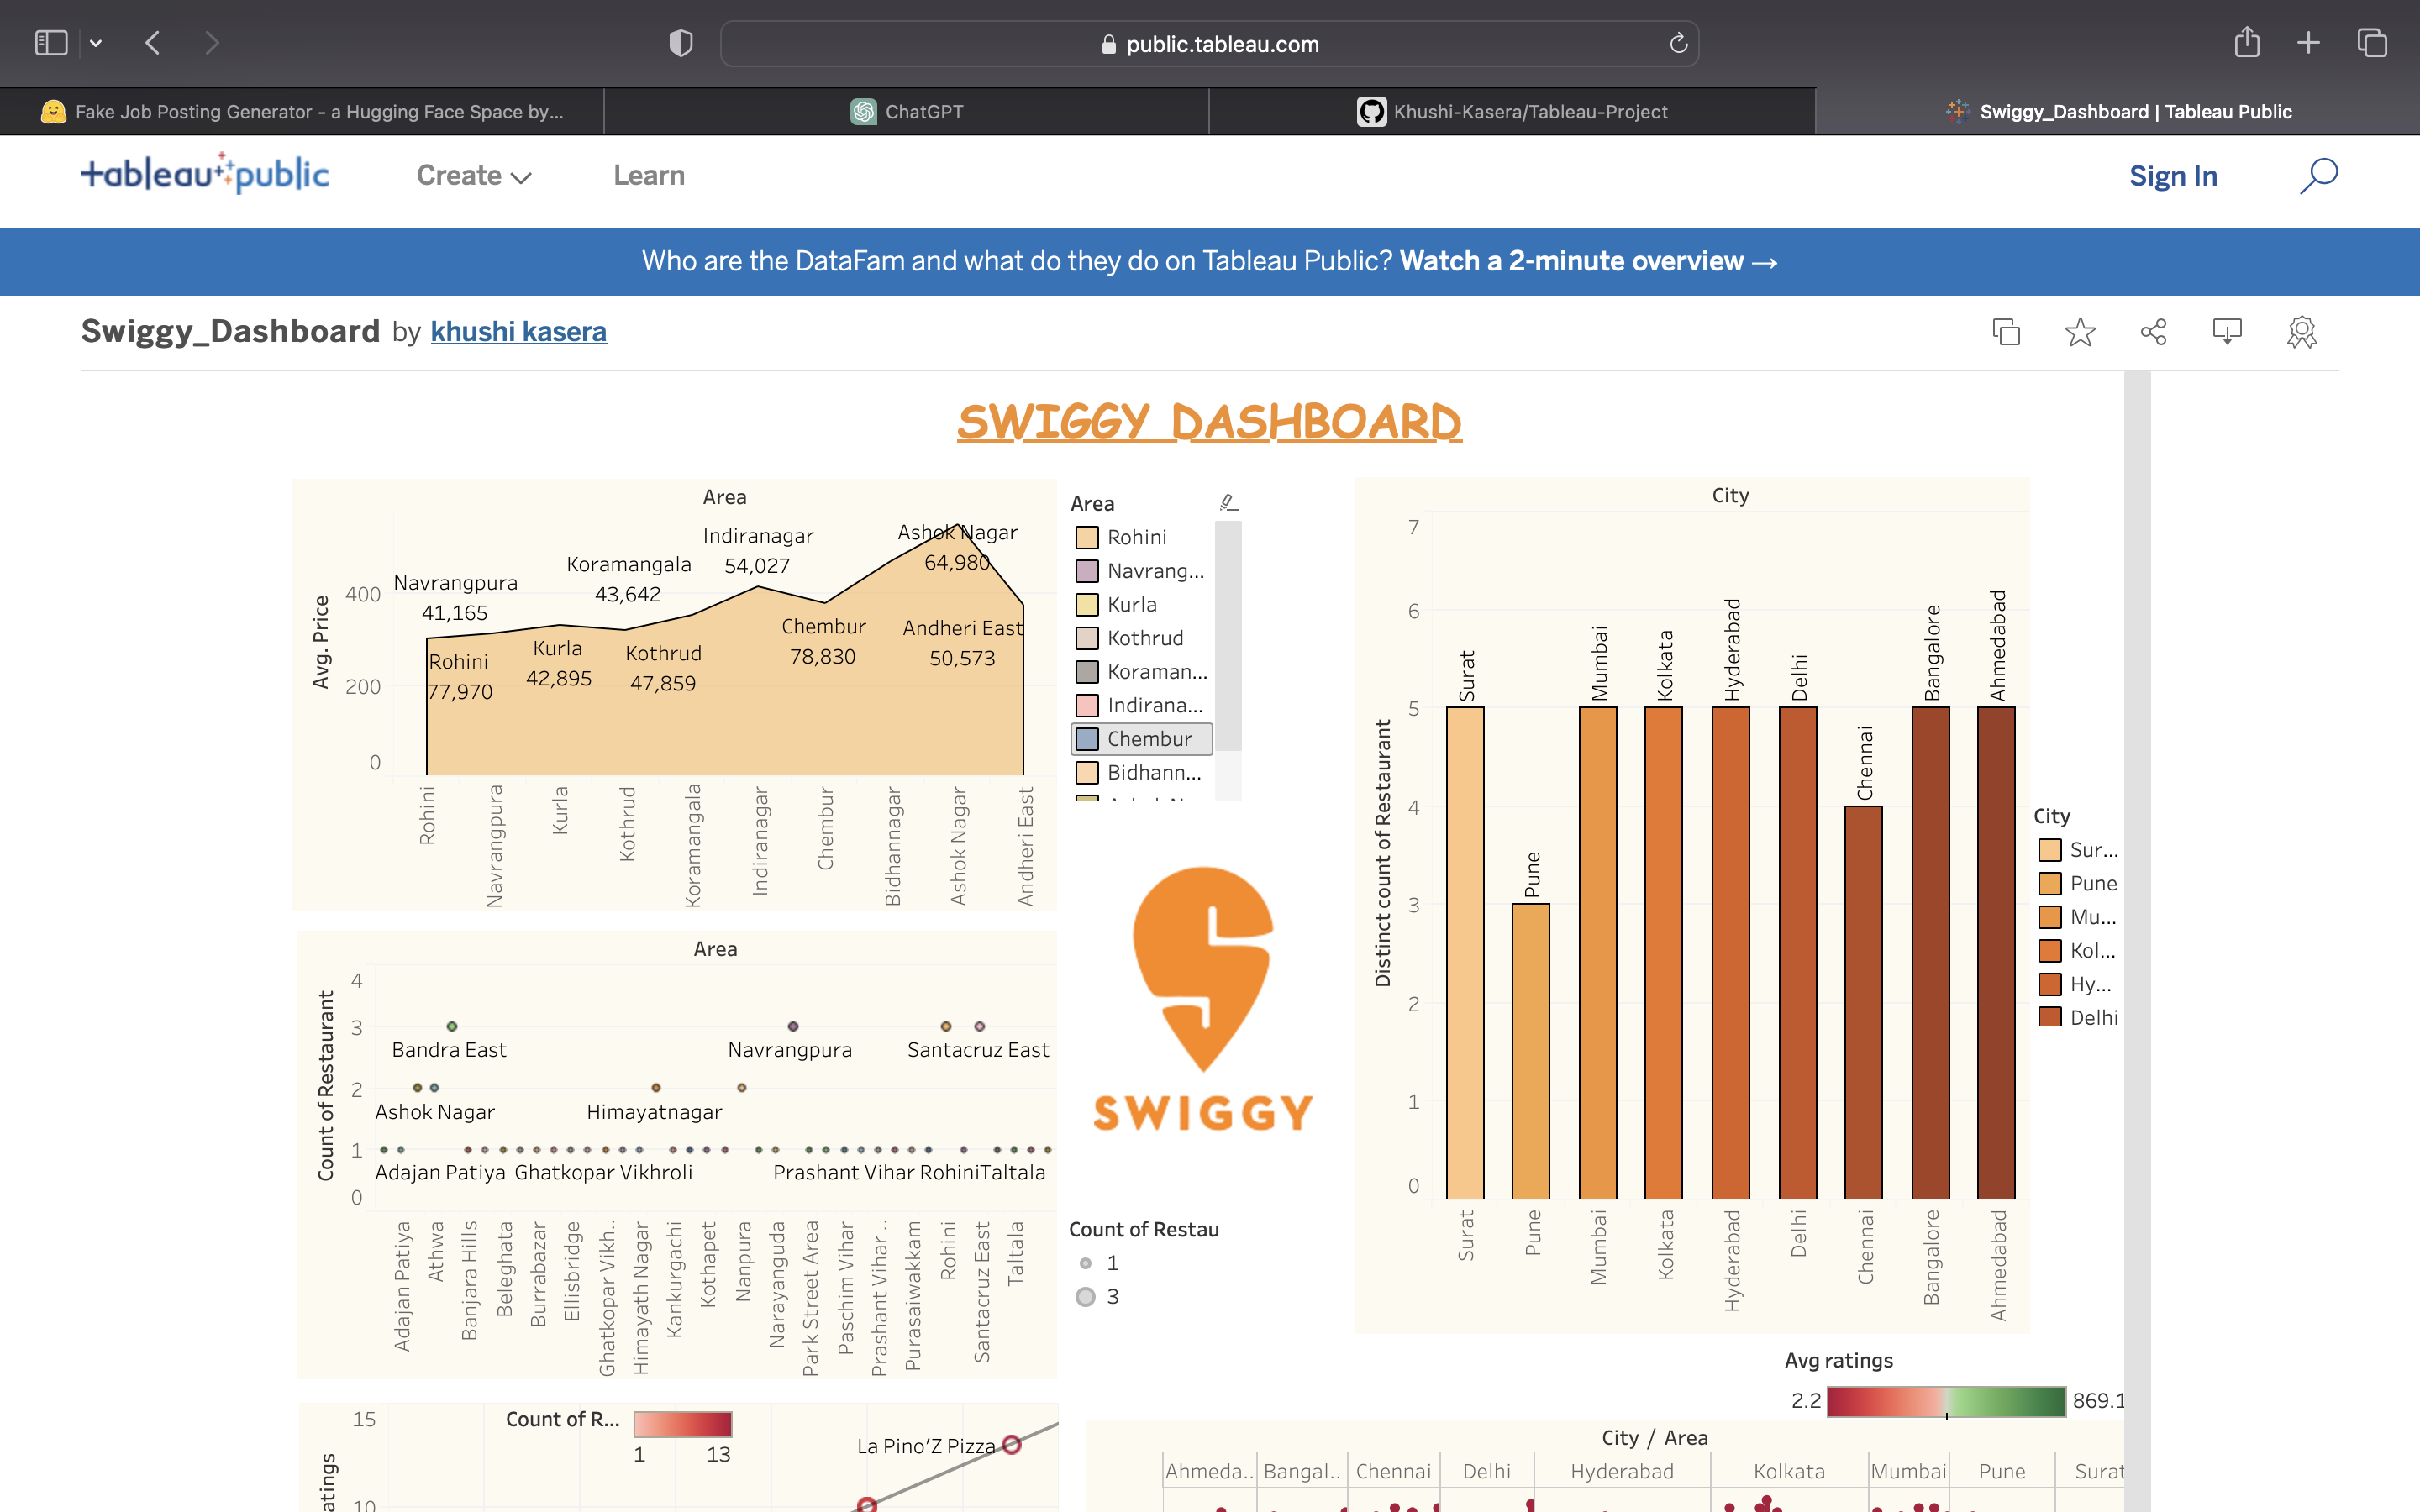 public.tableau.com
Fake Job Posting Generator - a Hugging Face Space by...
ChatGPT
Khushi-Kasera/Tableau-Project
Swiggy_Dashboard | Tableau Public
tableau public
Create
Learn
Sign In
Who are the DataFam and what do they do on Tableau Public? Watch a 2-minute overview →
Swiggy_Dashboard by khushi kasera
SWIGGY DASHBOARD
Area
Avg. Price
400
200
0
Navrangpura
41,165
Koramangala
43,642
Indiranagar
54,027
Ashok Nagar
64,980
Rohini
77,970
Kurla
42,895
Kothrud
47,859
Chembur
78,830
Andheri East
50,573
Rohini
Navrangpura
Kurla
Kothrud
Koramangala
Indiranagar
Chembur
Bidhannagar
Ashok Nagar
Andheri East
Area
Rohini
Navrang...
Kurla
Kothrud
Koraman...
Indirana...
Chembur
Bidhann...
City
Distinct count of Restaurant
7
6
5
4
3
2
1
0
Surat
Pune
Mumbai
Kolkata
Hyderabad
Delhi
Chennai
Bangalore
Ahmedabad
Surat
Pune
Mumbai
Kolkata
Hyderabad
Delhi
Chennai
Bangalore
Ahmedabad
City
Sur...
Pune
Mu...
Kol...
Hy...
Delhi
Area
Count of Restaurant
4
3
2
1
0
Bandra East
Navrangpura
Santacruz East
Ashok Nagar
Himayatnagar
Adajan Patiya
Ghatkopar Vikhroli
Prashant Vihar Rohini
Taltala
Adajan Patiya
Athwa
Banjara Hills
Beleghata
Burrabazar
Ellisbridge
Ghatkopar Vikh..
Himayath Nagar
Kankurgachi
Kothapet
Nanpura
Narayanguda
Park Street Area
Paschim Vihar
Prashant Vihar ..
Purasaiwakkam
Rohini
Santacruz East
Taltala
SWIGGY
Count of Restau
1
3
15
10
atings
Count of R...
1
13
La Pino'Z Pizza
Avg ratings
2.2
869.1
City / Area
Ahmeda..
Bangal..
Chennai
Delhi
Hyderabad
Kolkata
Mumbai
Pune
Surat